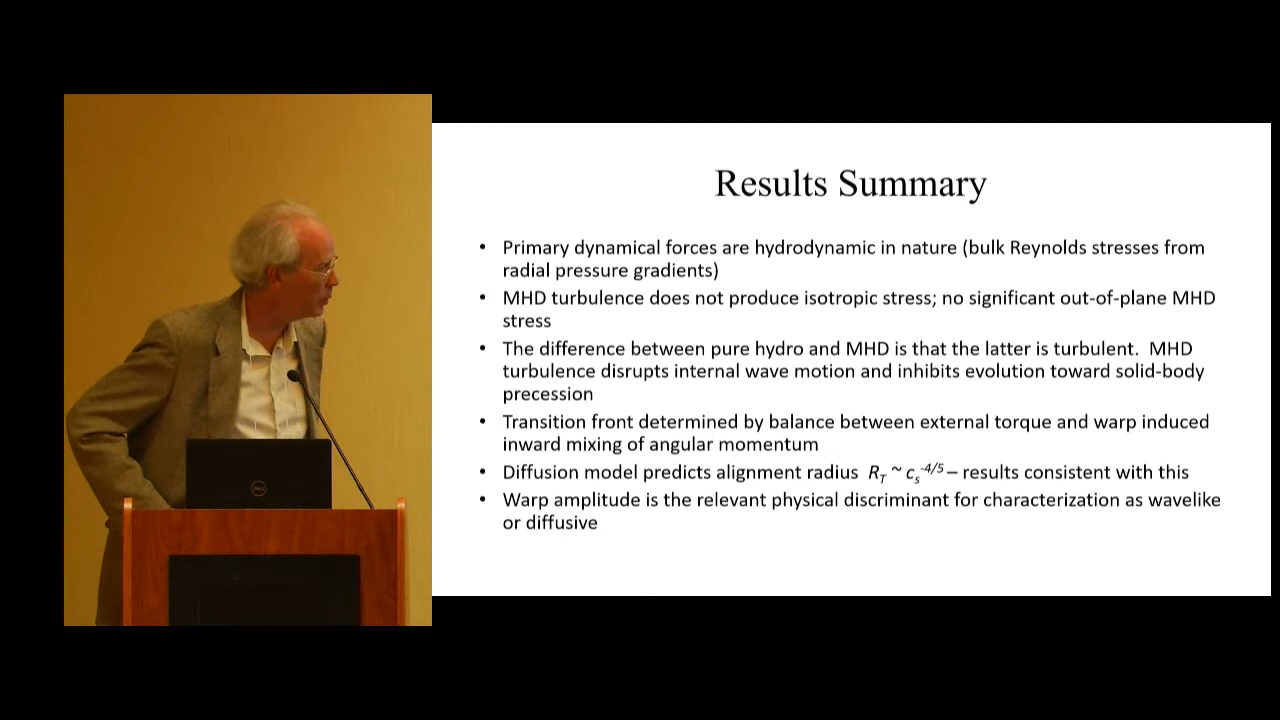 Results Summary
• Primary dynamical forces are hydrodynamic in nature (bulk Reynolds stresses from
radial pressure gradients)
• MHD turbulence does not produce isotropic stress; no significant out-of-plane MHD
stress
• The difference between pure hydro and MHD is that the latter is turbulent.  MHD
turbulence disrupts internal wave motion and inhibits evolution toward solid-body
precession
• Transition front determined by balance between external torque and warp induced
inward mixing of angular momentum
• Diffusion model predicts alignment radius  R_T ~ c_s^-4/5 – results consistent with this
• Warp amplitude is the relevant physical discriminant for characterization as wavelike
or diffusive
DELL